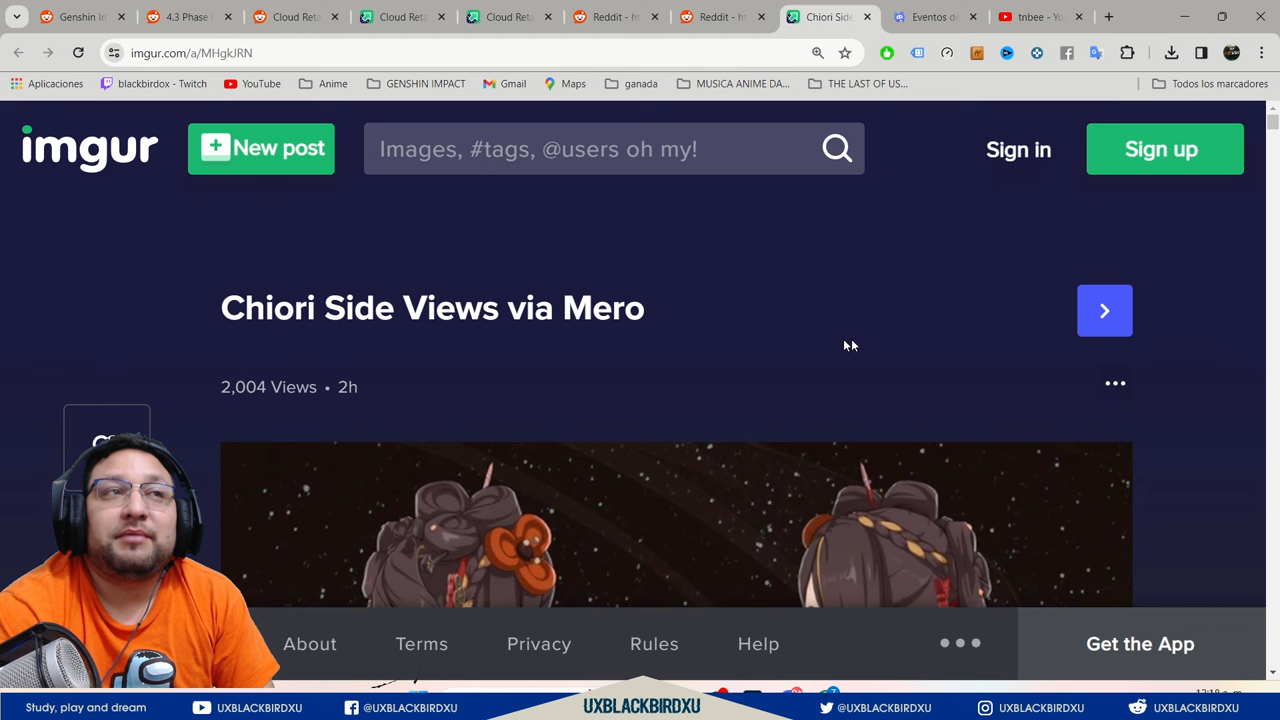 Genshin In
4.3 Phase
Cloud Reta
Cloud Reta
Cloud Reta
Reddit - ht
Reddit - ht
Chiori Side
Eventos de
tnbee - Yo
imgur.com/a/MHgkJRN
Aplicaciones
blackbirdox - Twitch
YouTube
Anime
GENSHIN IMPACT
Gmail
Maps
ganada
MUSICA ANIME DA...
THE LAST OF US...
Todos los marcadores
imgur
New post
Images, #tags, @users oh my!
Sign in
Sign up
Chiori Side Views via Mero
2,004 Views • 2h
About
Terms
Privacy
Rules
Help
Get the App
Study, play and dream
UXBLACKBIRDXU
@UXBLACKBIRDXU
UXBLACKBIRDXU
@UXBLACKBIRDXU
UXBLACKBIRDXU
UXBLACKBIRDXU